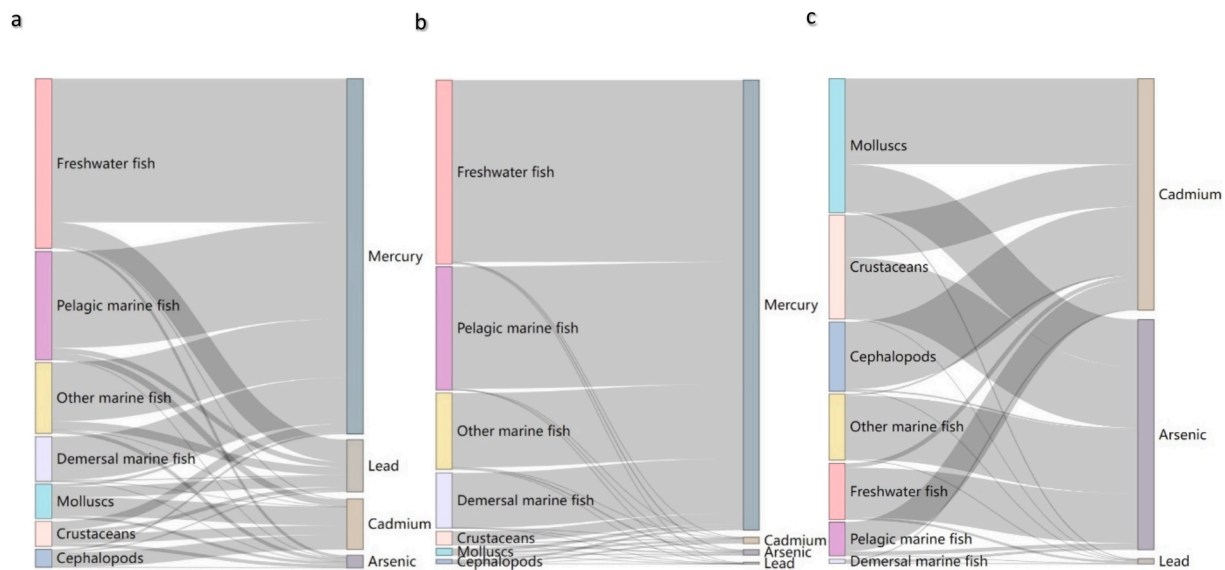 a
Freshwater fish
Pelagic marine fish
Other marine fish
Demersal marine fish
Molluscs
Crustaceans
Cephalopods
Mercury
Lead
Cadmium
Arsenic
b
Freshwater fish
Pelagic marine fish
Other marine fish
Demersal marine fish
Crustaceans
Molluscs
Cephalopods
Mercury
Cadmium
Arsenic
Lead
c
Molluscs
Crustaceans
Cephalopods
Other marine fish
Freshwater fish
Pelagic marine fish
Demersal marine fish
Cadmium
Arsenic
Lead